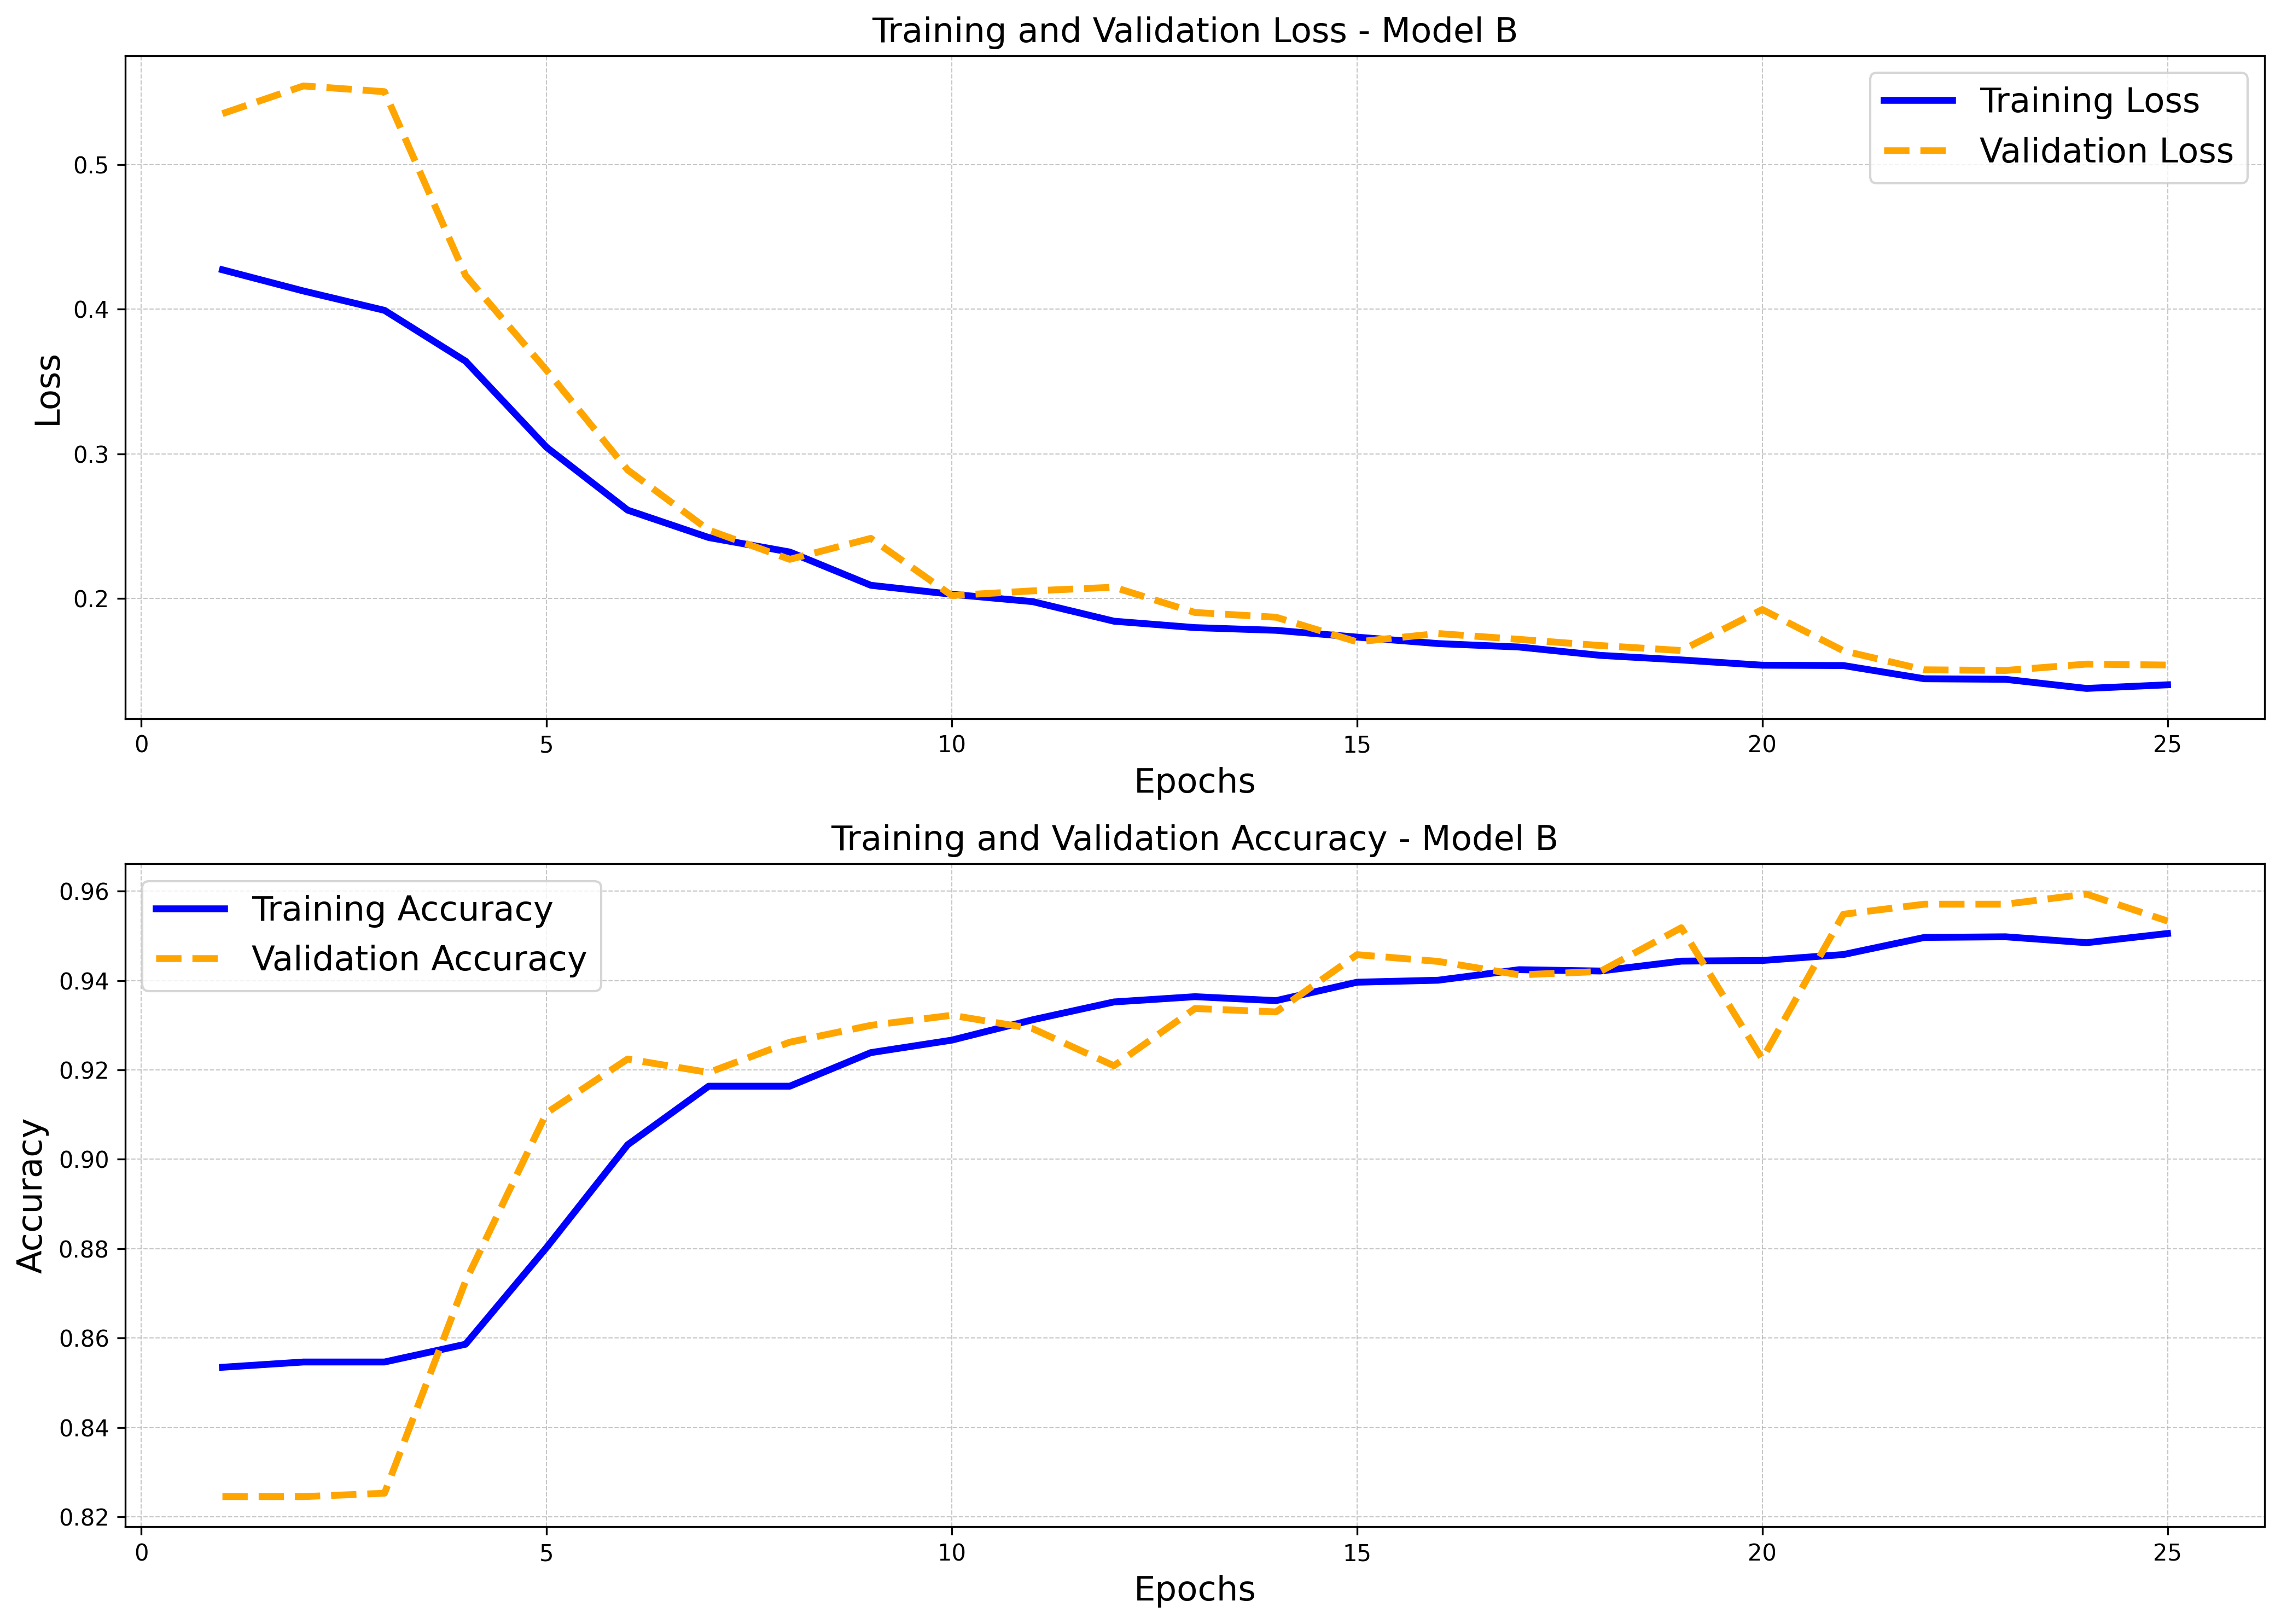 Training and Validation Loss - Model B
Training Loss
Validation Loss
0.5
0.4
0.3
0.2
Loss
0 5 10 15 20 25
Epochs
Training and Validation Accuracy - Model B
Training Accuracy
Validation Accuracy
0.96
0.94
0.92
0.90
0.88
0.86
0.84
0.82
Accuracy
0 5 10 15 20 25
Epochs